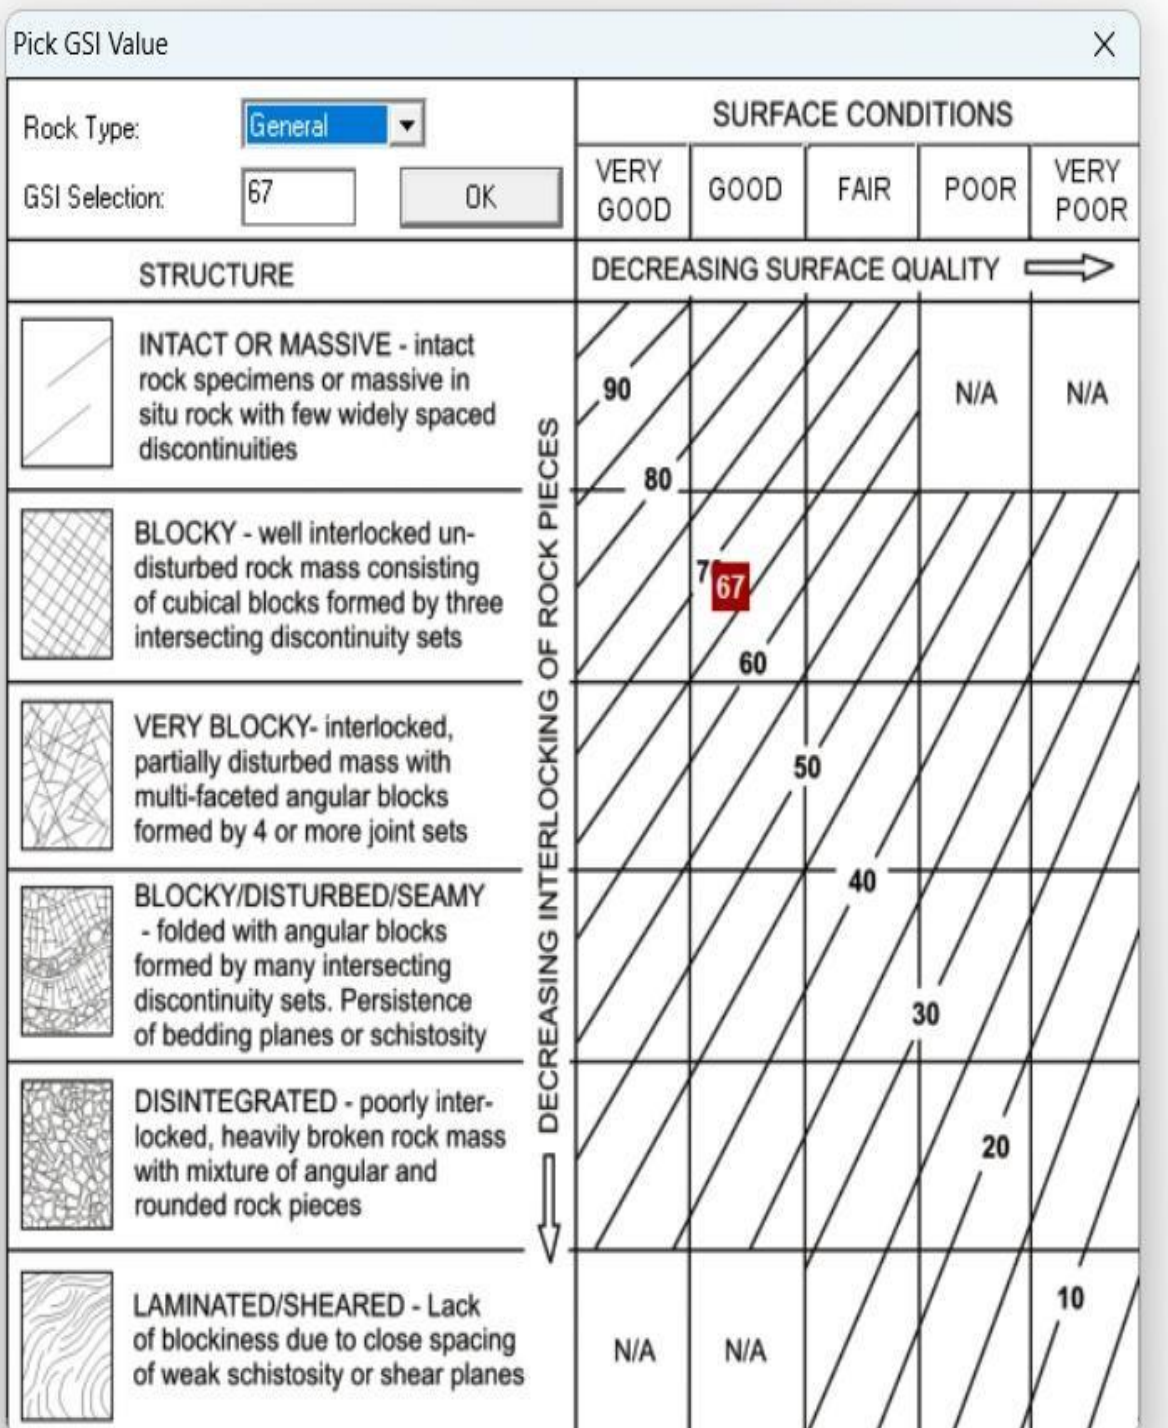 Pick GSI Value
Rock Type:
General
GSI Selection:
67
OK
SURFACE CONDITIONS
VERY GOOD
GOOD
FAIR
POOR
VERY POOR
STRUCTURE
DECREASING SURFACE QUALITY
DECREASING INTERLOCKING OF ROCK PIECES
INTACT OR MASSIVE - intact
rock specimens or massive in
situ rock with few widely spaced
discontinuities
90
80
N/A
N/A
BLOCKY - well interlocked un-
disturbed rock mass consisting
of cubical blocks formed by three
intersecting discontinuity sets
67
60
VERY BLOCKY- interlocked,
partially disturbed mass with
multi-faceted angular blocks
formed by 4 or more joint sets
50
BLOCKY/DISTURBED/SEAMY
- folded with angular blocks
formed by many intersecting
discontinuity sets. Persistence
of bedding planes or schistosity
40
30
DISINTEGRATED - poorly inter-
locked, heavily broken rock mass
with mixture of angular and
rounded rock pieces
20
LAMINATED/SHEARED - Lack
of blockiness due to close spacing
of weak schistosity or shear planes
N/A
N/A
10